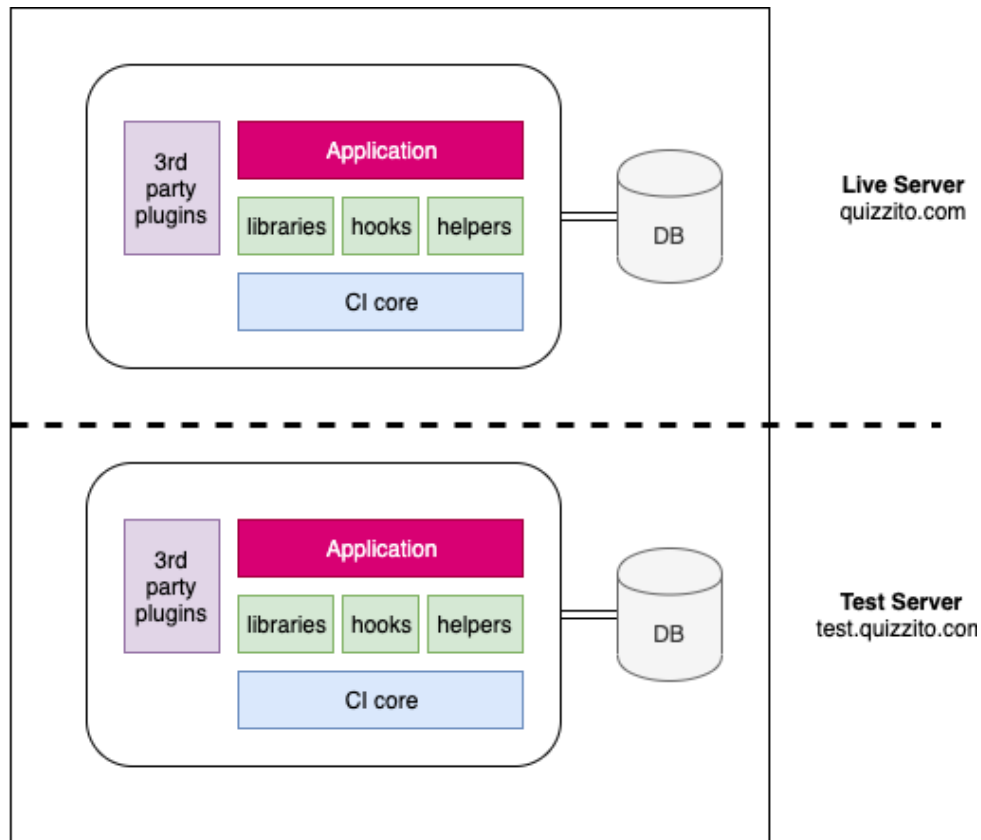 3rd
party
plugins
Application
libraries hooks helpers
CI core
DB
Live Server
quizzito.com
3rd
party
plugins
Application
libraries hooks helpers
CI core
DB
Test Server
test.quizzito.con